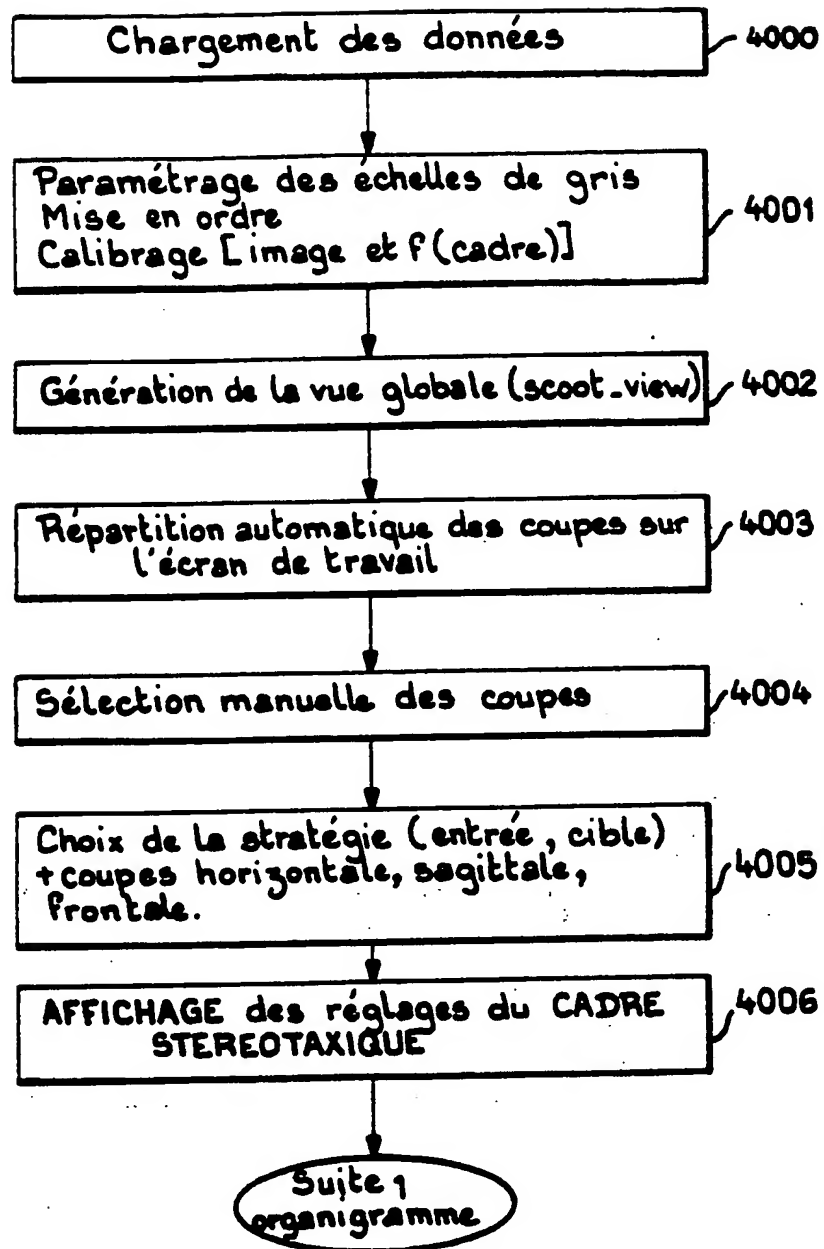 Chargement des données 4000
Paramétrage des échelles de gris
Mise en ordre 4001
Calibrage [image et f(cadre)]
Génération de la vue globale (scoot_view) 4002
Répartition automatique des coupes sur 4003
l'écran de travail
Sélection manuelle des coupes 4004
Choix de la stratégie (entrée, cible)
+ coupes horizontale, sagittale, 4005
frontale.
AFFICHAGE des réglages du CADRE 4006
STEREOTAXIQUE
Suite 1
organigramme